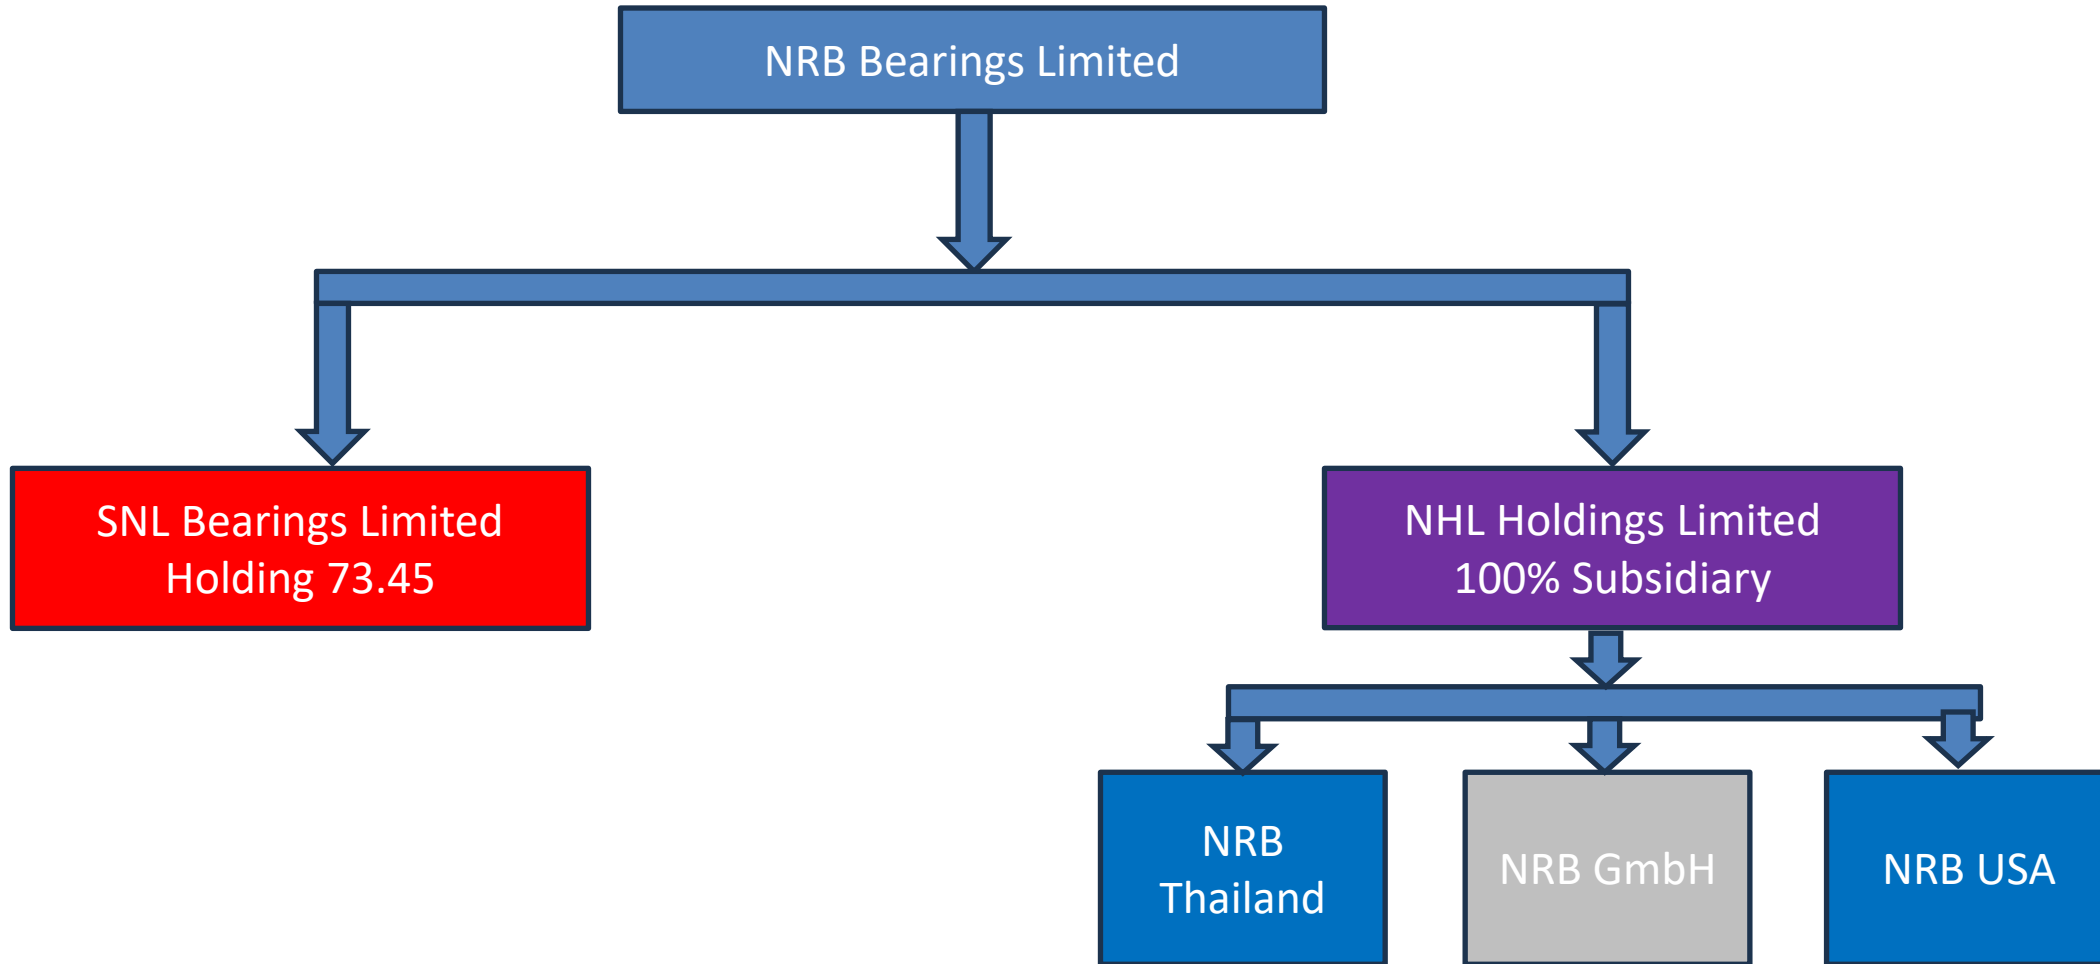 NRB Bearings Limited
SNL Bearings Limited
Holding 73.45
NHL Holdings Limited
100% Subsidiary
NRB
Thailand
NRB GmbH
NRB USA